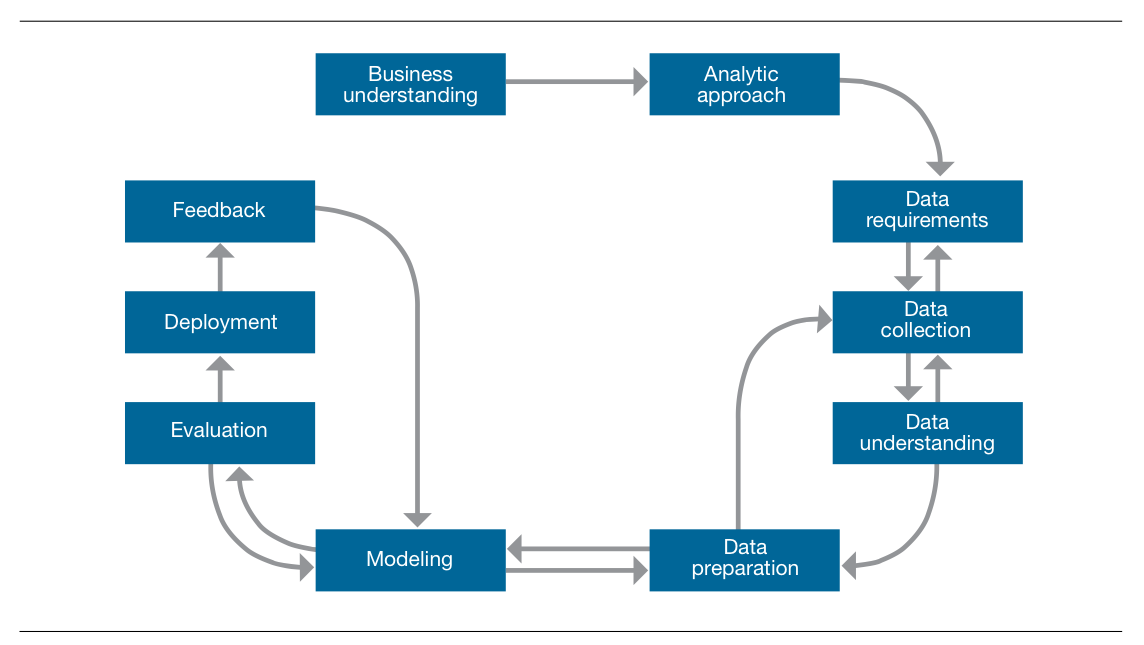 Business
understanding
Analytic
approach
Feedback
Data
requirements
Deployment
Data
collection
Evaluation
Data
understanding
Modeling
Data
preparation